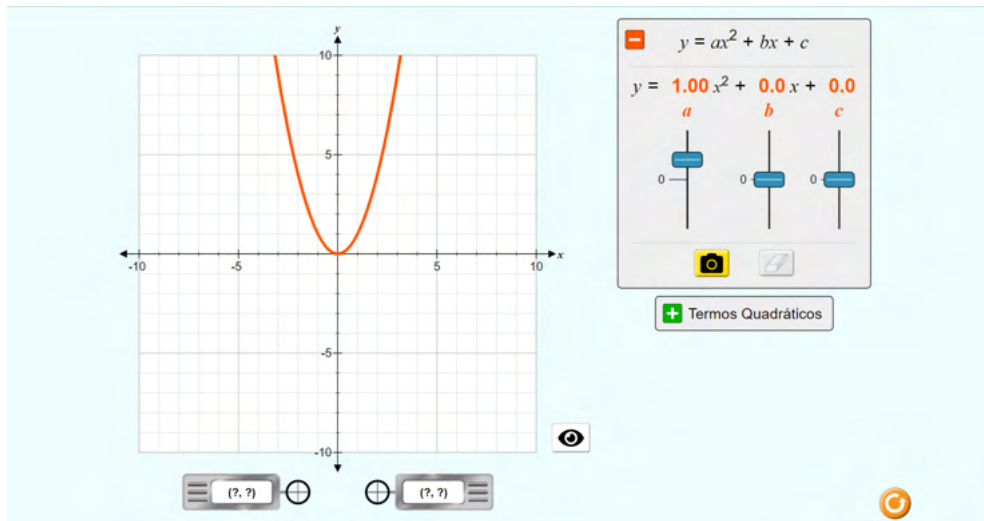 y
10
5
-10
-5
5
10
x
-5
-10
(?, ?)
(?, ?)
y = ax² + bx + c
y = 1.00 x² + 0.0 x + 0.0
a b c
0 0 0
Termos Quadráticos